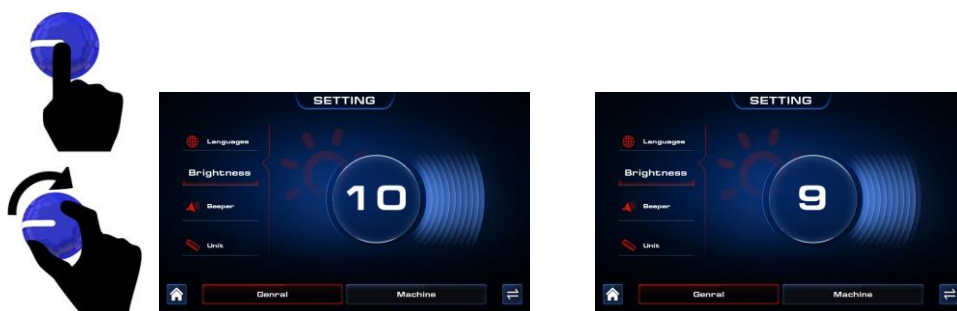 SETTING
Languages
Brightness
10
Beeper
Unit
Genral
Machine
SETTING
Languages
Brightness
9
Beeper
Unit
Genral
Machine